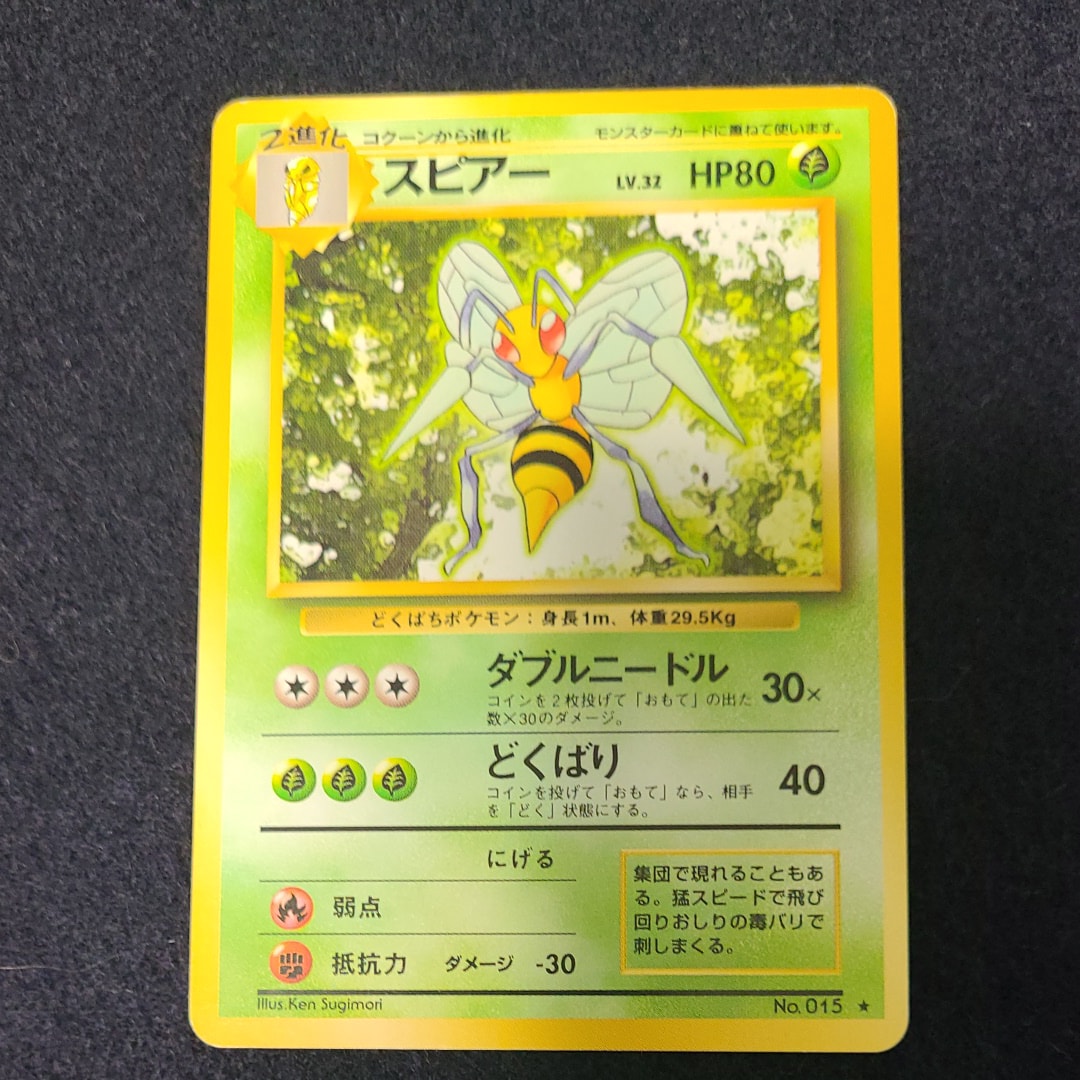 2進化 コクーンから進化 モンスターカードに重ねて使います。
スピアー LV.32 HP80
どくばちポケモン：身長1m、体重29.5Kg
ダブルニードル 30×
コインを2枚投げて「おもて」の出た
数×30のダメージ。
どくばり 40
コインを投げて「おもて」なら、相手
を「どく」状態にする。
にげる
弱点
抵抗力 ダメージ -30
集団で現れることもあ
る。猛スピードで飛び
回りおしりの毒バリで
刺しまくる。
Illus.Ken Sugimori No. 015 ★